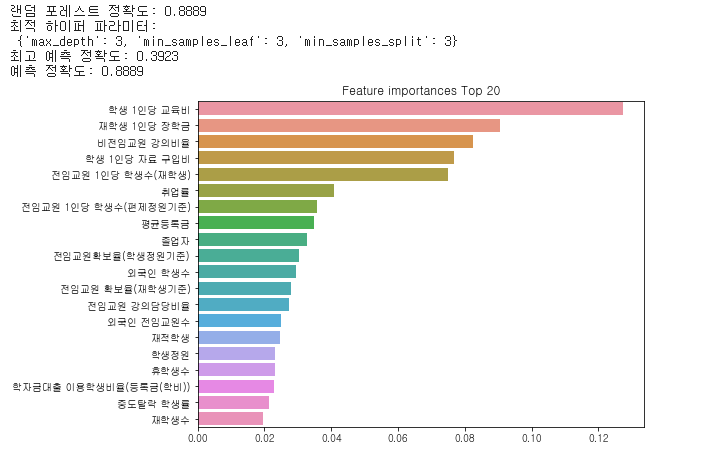 랜덤 포레스트 정확도: 0.8889
최적 하이퍼 파라미터:
{'max_depth': 3, 'min_samples_leaf': 3, 'min_samples_split': 3}
최고 예측 정확도: 0.3923
예측 정확도: 0.8889
Feature importances Top 20
학생 1인당 교육비
재학생 1인당 장학금
비전임교원 강의비율
학생 1인당 자료 구입비
전임교원 1인당 학생수(재학생)
취업률
전임교원 1인당 학생수(편제정원기준)
평균등록금
졸업자
전임교원확보율(학생정원기준)
외국인 학생수
전임교원 확보율(재학생기준)
전임교원 강의담당비율
외국인 전임교원수
재적학생
학생정원
휴학생수
학자금대출 이용학생비율(등록금(학비))
중도탈락 학생률
재학생수
0.00 0.02 0.04 0.06 0.08 0.10 0.12